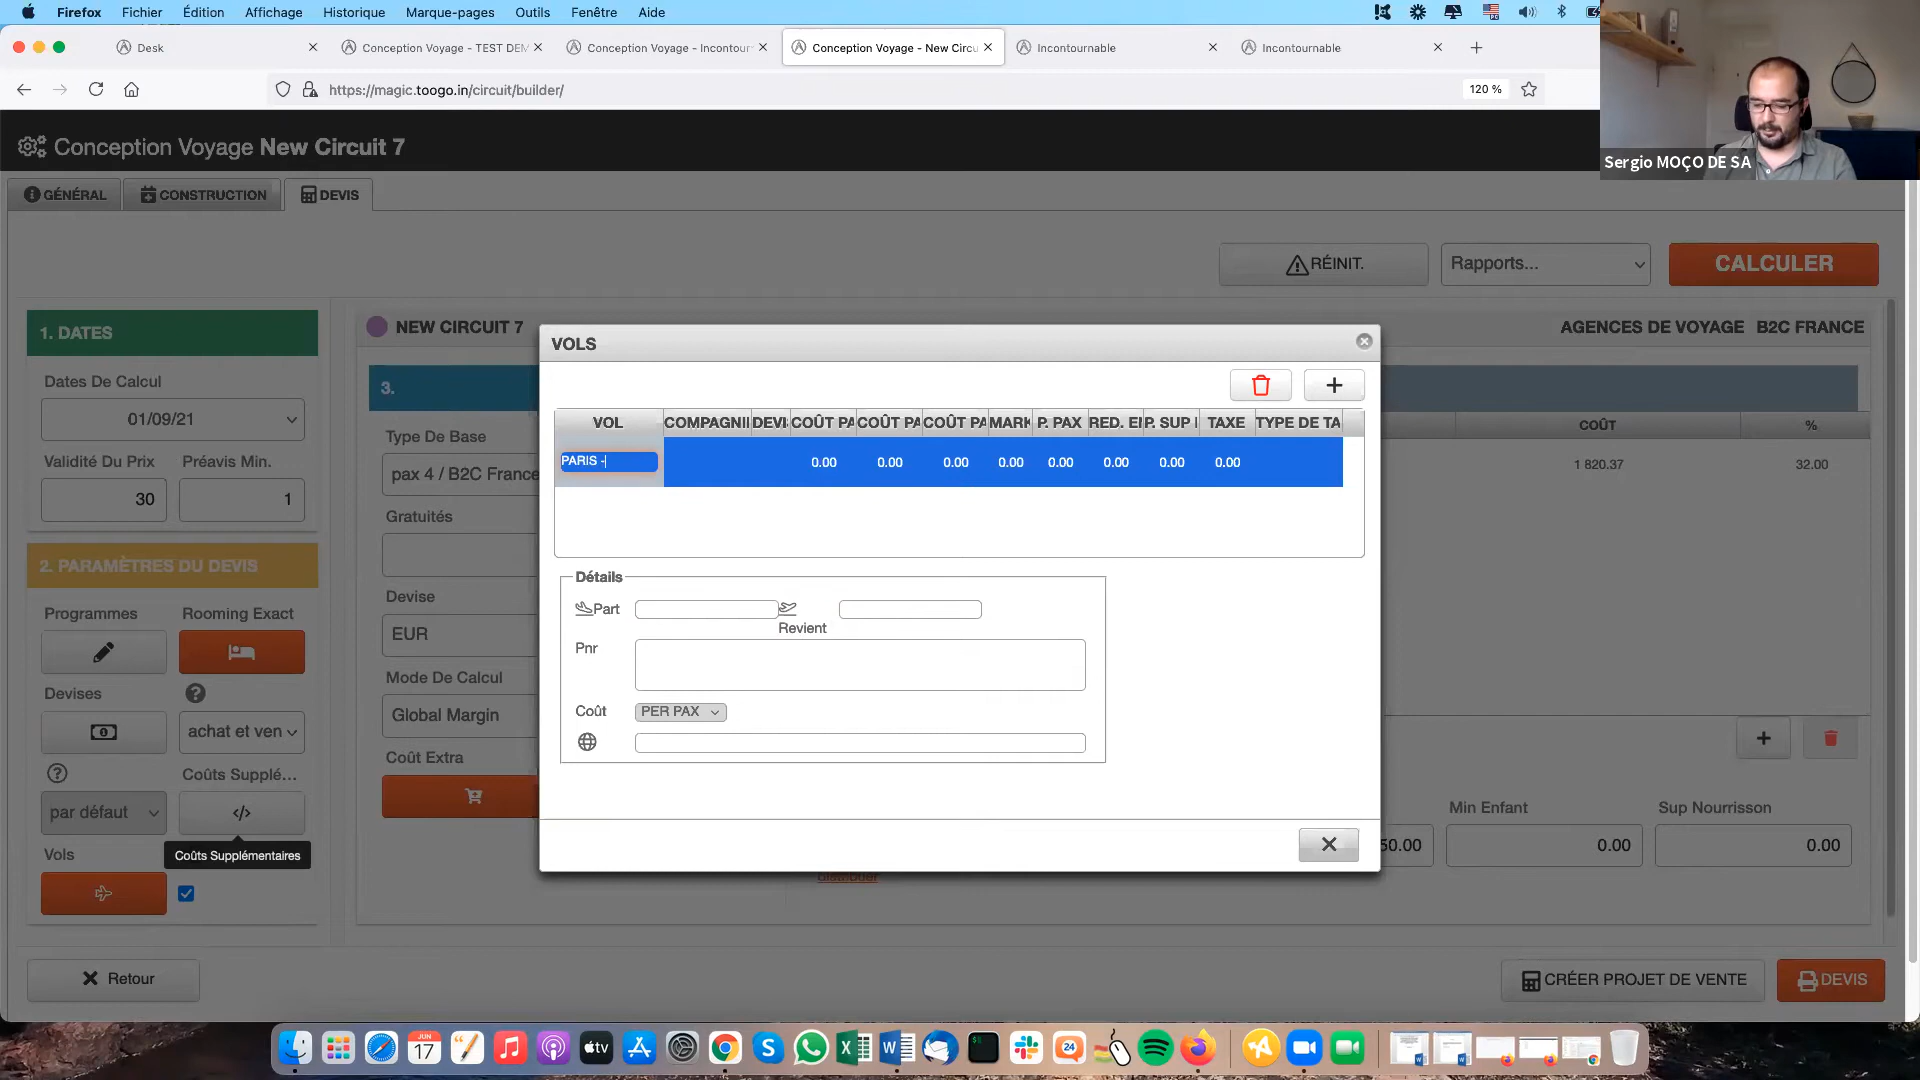 Firefox Fichier Édition Affichage Historique Marque-pages Outils Fenêtre Aide
Desk
Conception Voyage - TEST DEM
Conception Voyage - Incontour
Conception Voyage - New Circu
Incontournable
Incontournable
https://magic.toogo.in/circuit/builder/
120 %
Sergio MOÇO DE SA
Conception Voyage New Circuit 7
GÉNÉRAL
CONSTRUCTION
DEVIS
RÉINIT.
Rapports...
CALCULER
1. DATES
Dates De Calcul
01/09/21
Validité Du Prix
Préavis Min.
30
1
2. PARAMÈTRES DU DEVIS
Programmes
Rooming Exact
Devises
achat et ven
Coûts Supplé...
par défaut
Vols
Coûts Supplémentaires
NEW CIRCUIT 7
AGENCES DE VOYAGE B2C FRANCE
3.
Type De Base
pax 4 / B2C France
Gratuités
Devise
EUR
Mode De Calcul
Global Margin
Coût Extra
COÛT
%
1 820.37
32.00
VOLS
VOL COMPAGNI DEVI COÛT PA COÛT PA COÛT PA MARK P. PAX RED. E P. SUP TAXE TYPE DE TA
PARIS - 0.00 0.00 0.00 0.00 0.00 0.00 0.00 0.00
Détails
Part
Revient
Pnr
Coût
PER PAX
Min Enfant
Sup Nourrisson
50.00
0.00
0.00
Retour
CRÉER PROJET DE VENTE
DEVIS
JUN
17
tv
24